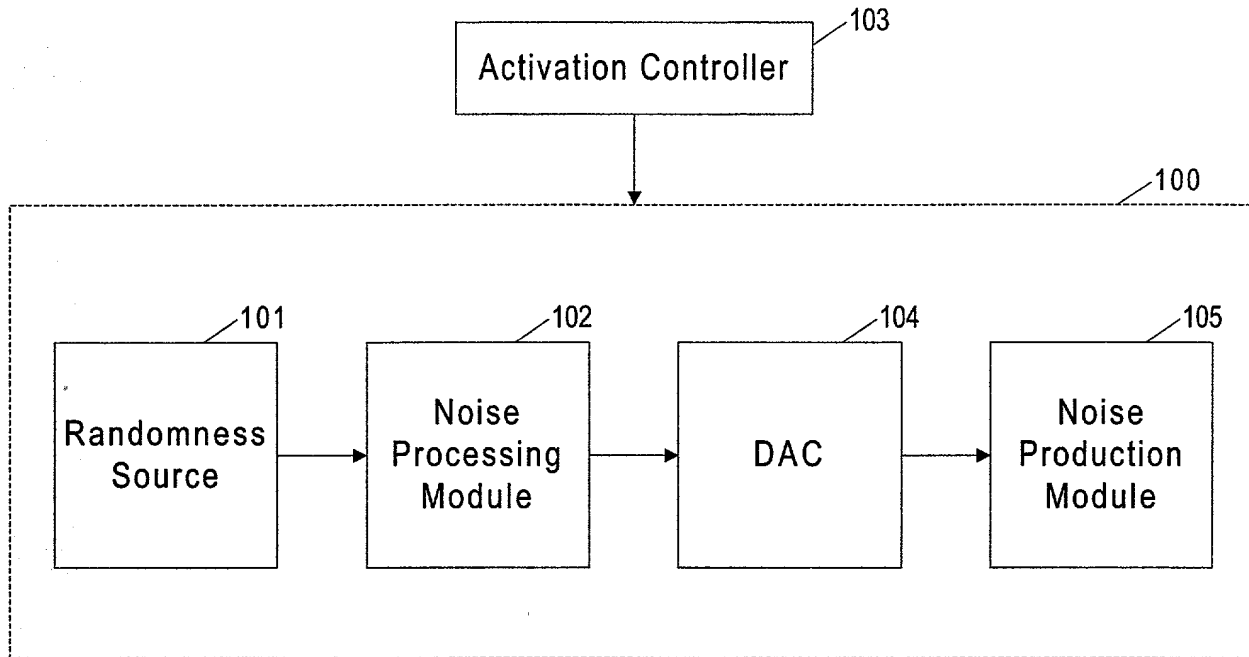 103
Activation Controller
100
101
102
104
105
Randomness
Source
Noise
Processing
Module
DAC
Noise
Production
Module